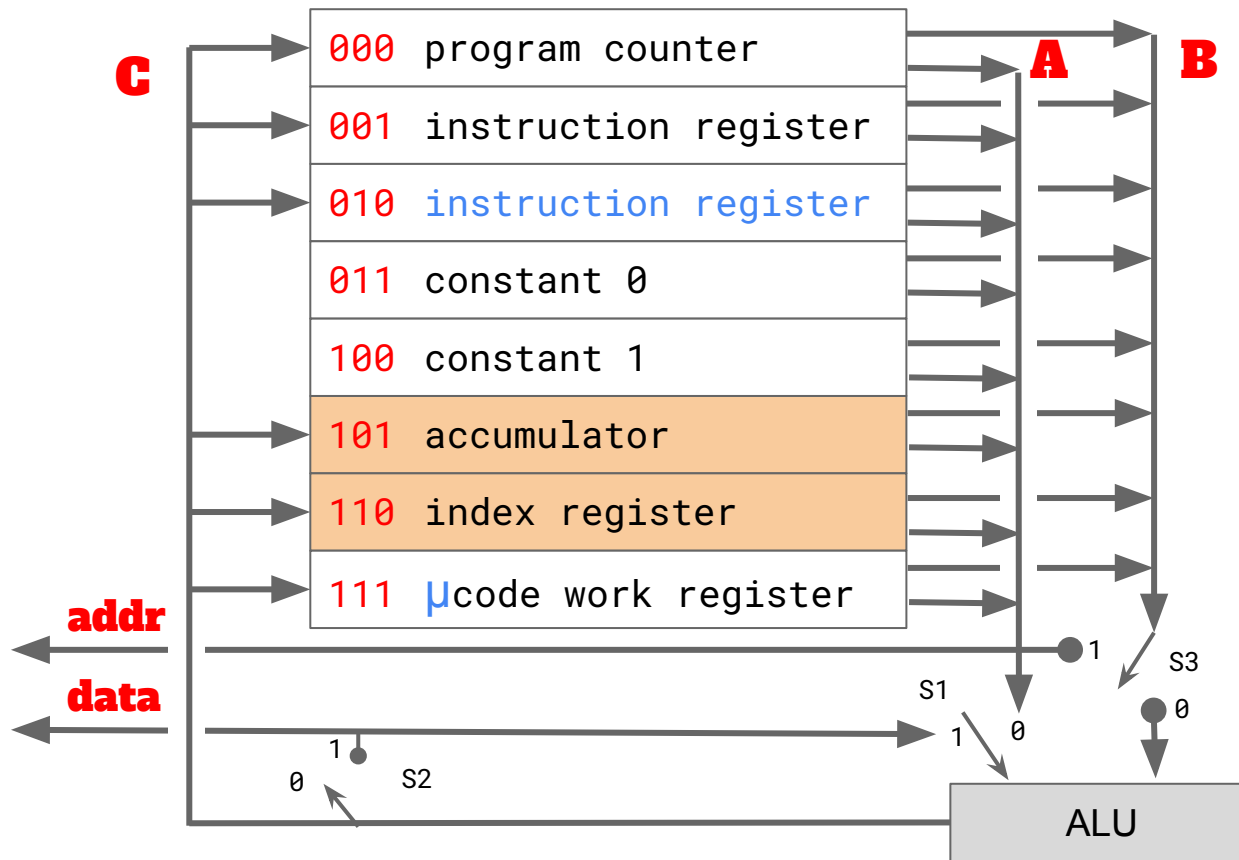 C
A
B
000 program counter
001 instruction register
010 instruction register
011 constant 0
100 constant 1
101 accumulator
110 index register
111 µcode work register
addr
1
S3
data
S1
0
1
0
1
0
S2
ALU